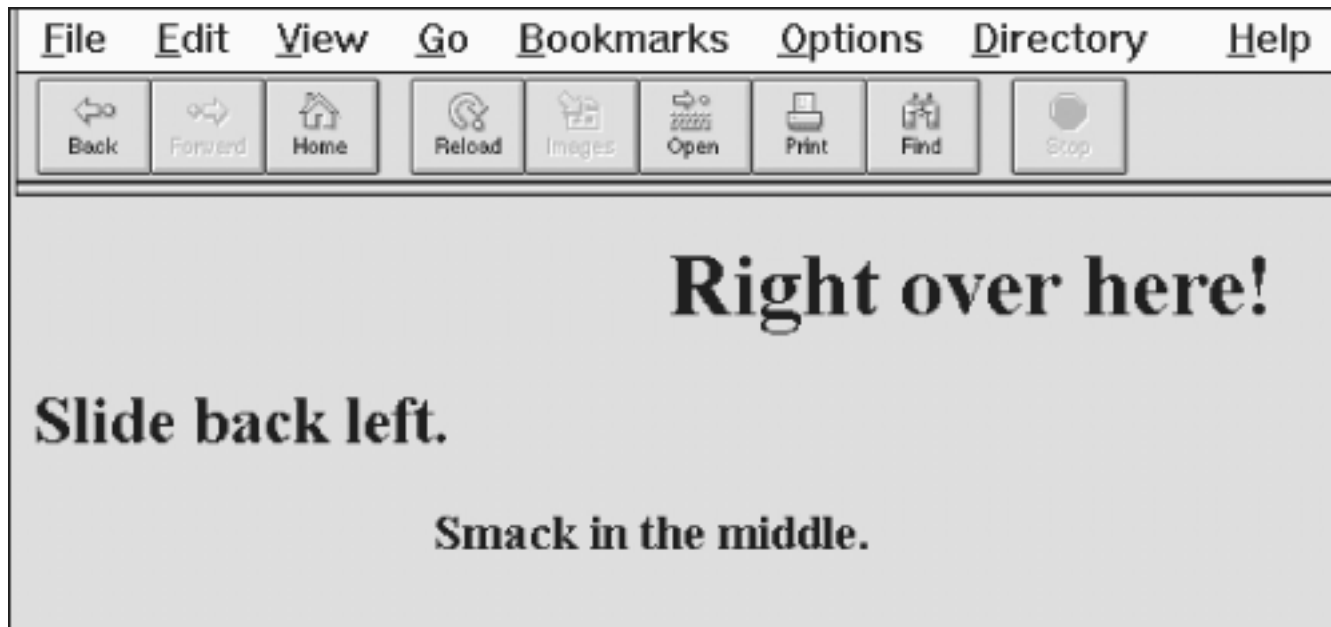 File Edit View Go Bookmarks Options Directory Help
Back Forward Home Reload Images Open Print Find Stop
Right over here!
Slide back left.
Smack in the middle.